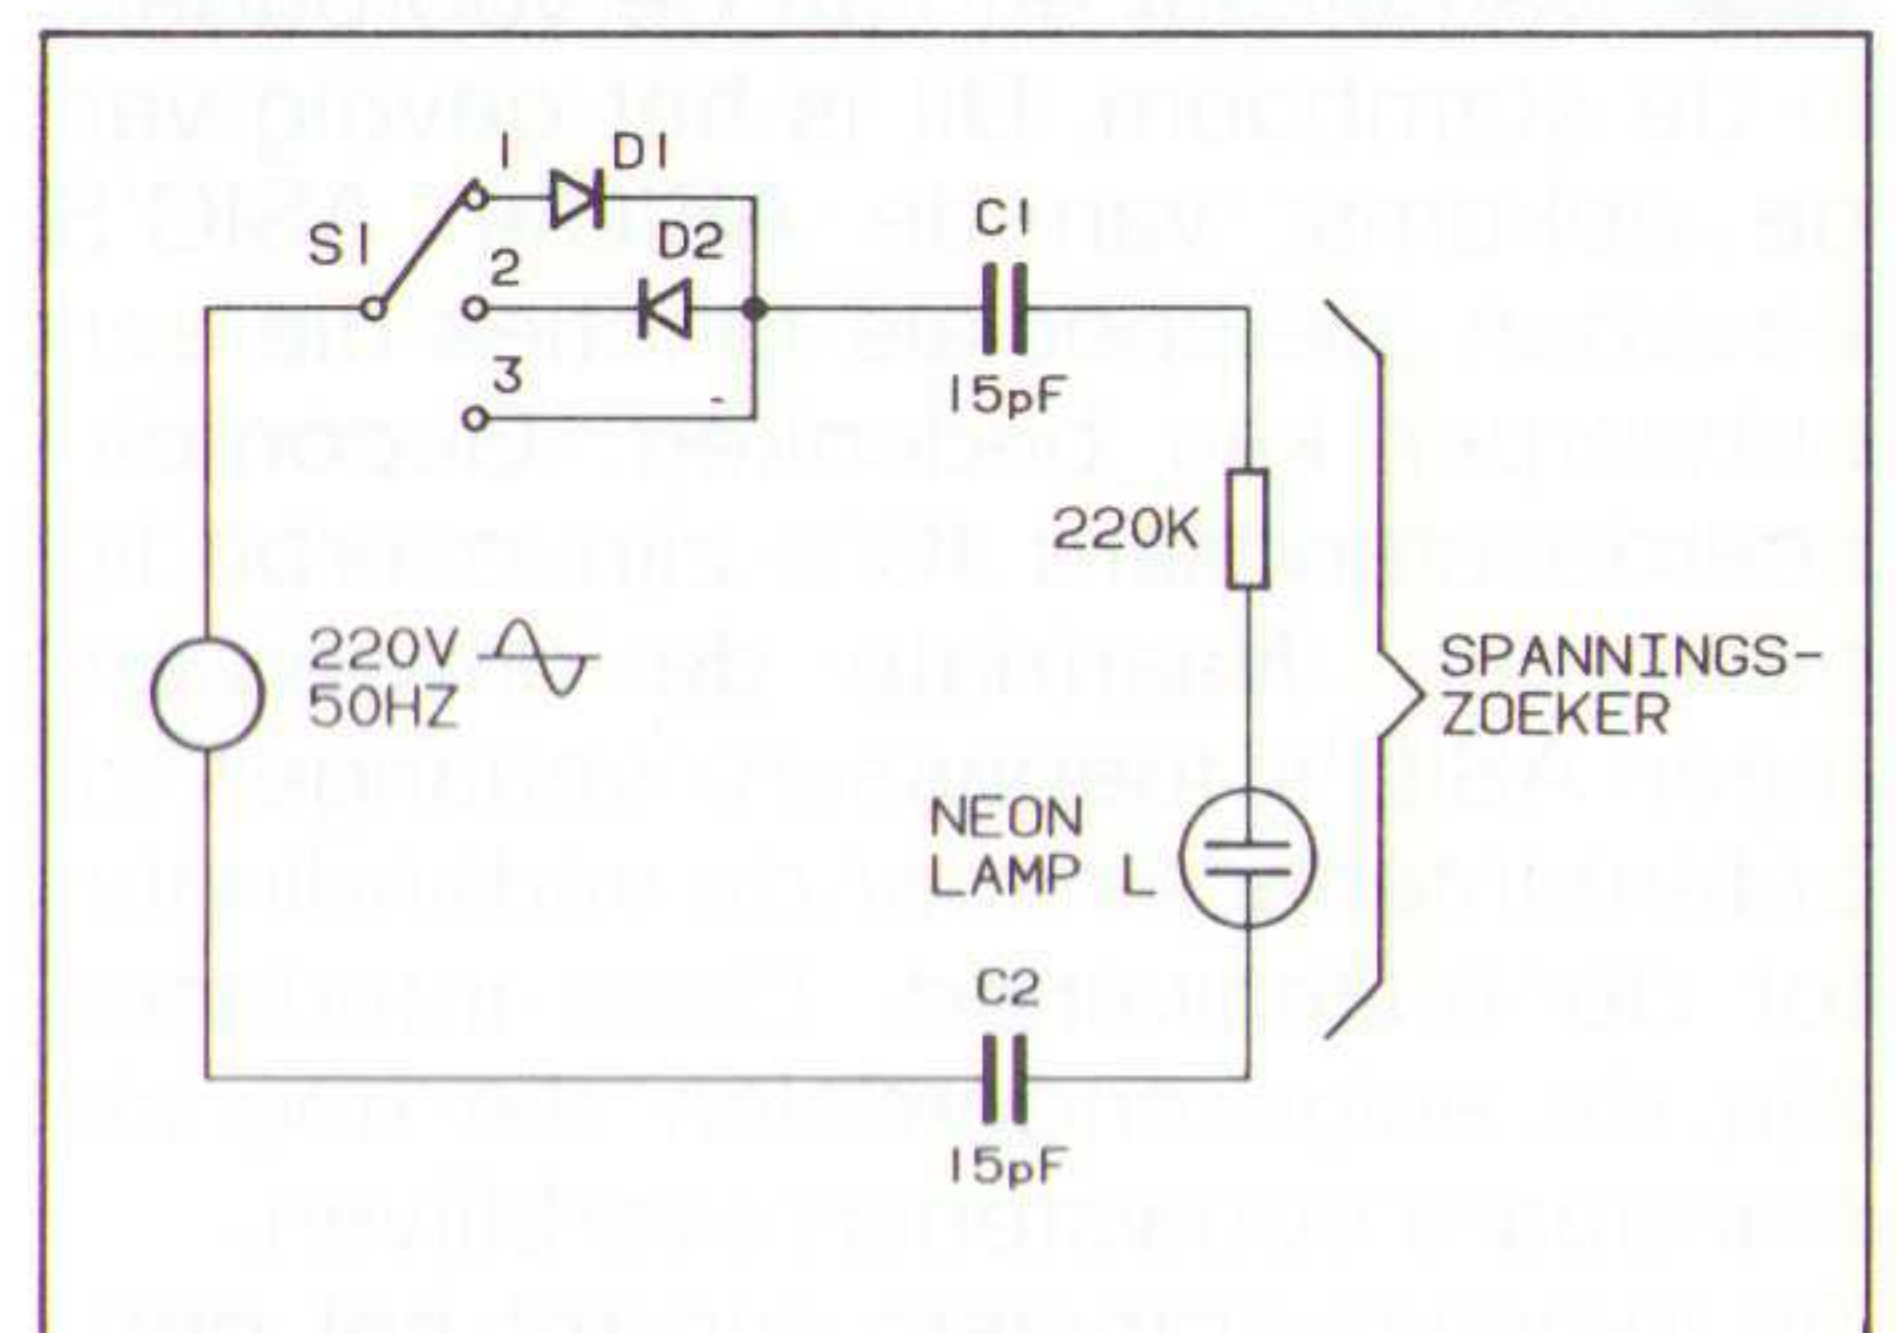 1
D1
S1
D2
2
3
C1
15pF
220K
220V
50HZ
SPANNINGS-
ZOEKER
NEON
LAMP L
C2
15pF